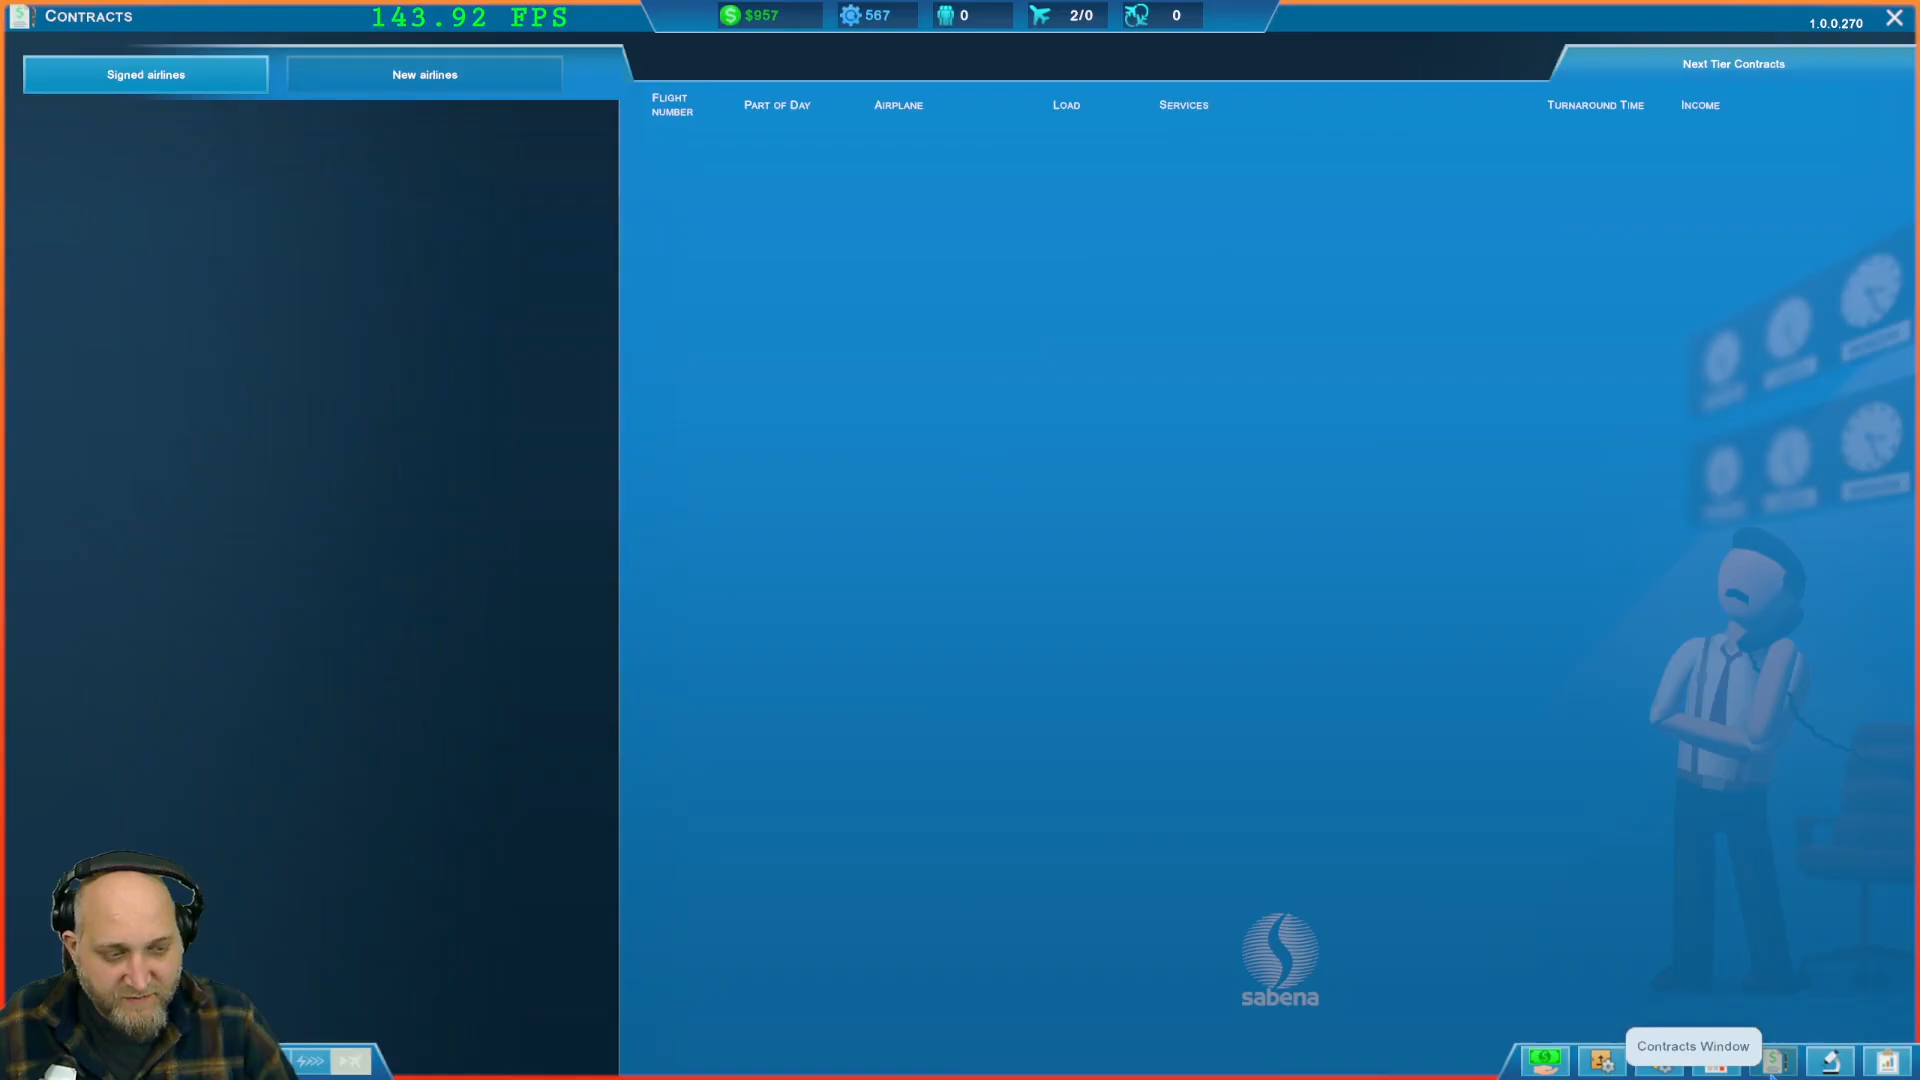 CONTRACTS
143.92 FPS
$957
567
0
2/0
0
1.0.0.270
Signed airlines
New airlines
Next Tier Contracts
FLIGHT
NUMBER
PART OF DAY
AIRPLANE
LOAD
SERVICES
TURNAROUND TIME
INCOME
sabena
Contracts Window